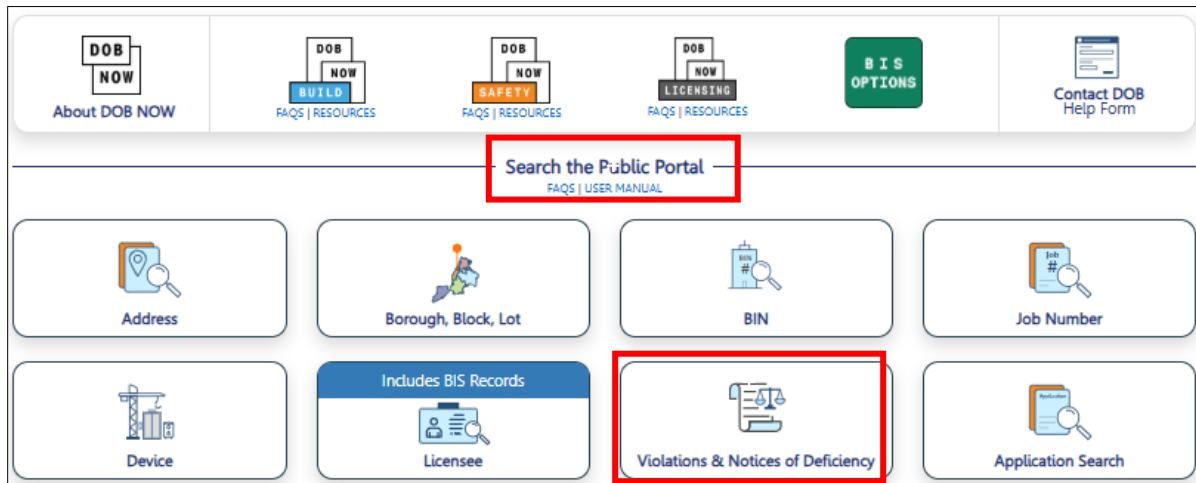 DOB
NOW
About DOB NOW
DOB
NOW
BUILD
FAQS | RESOURCES
DOB
NOW
SAFETY
FAQS | RESOURCES
DOB
NOW
LICENSING
FAQS | RESOURCES
BIS
OPTIONS
Contact DOB
Help Form
Search the Public Portal
FAQS | USER MANUAL
Address
Borough, Block, Lot
BIN
#
BIN
Job
#
Job Number
Device
Includes BIS Records
Licensee
Violations & Notices of Deficiency
Application
Application Search